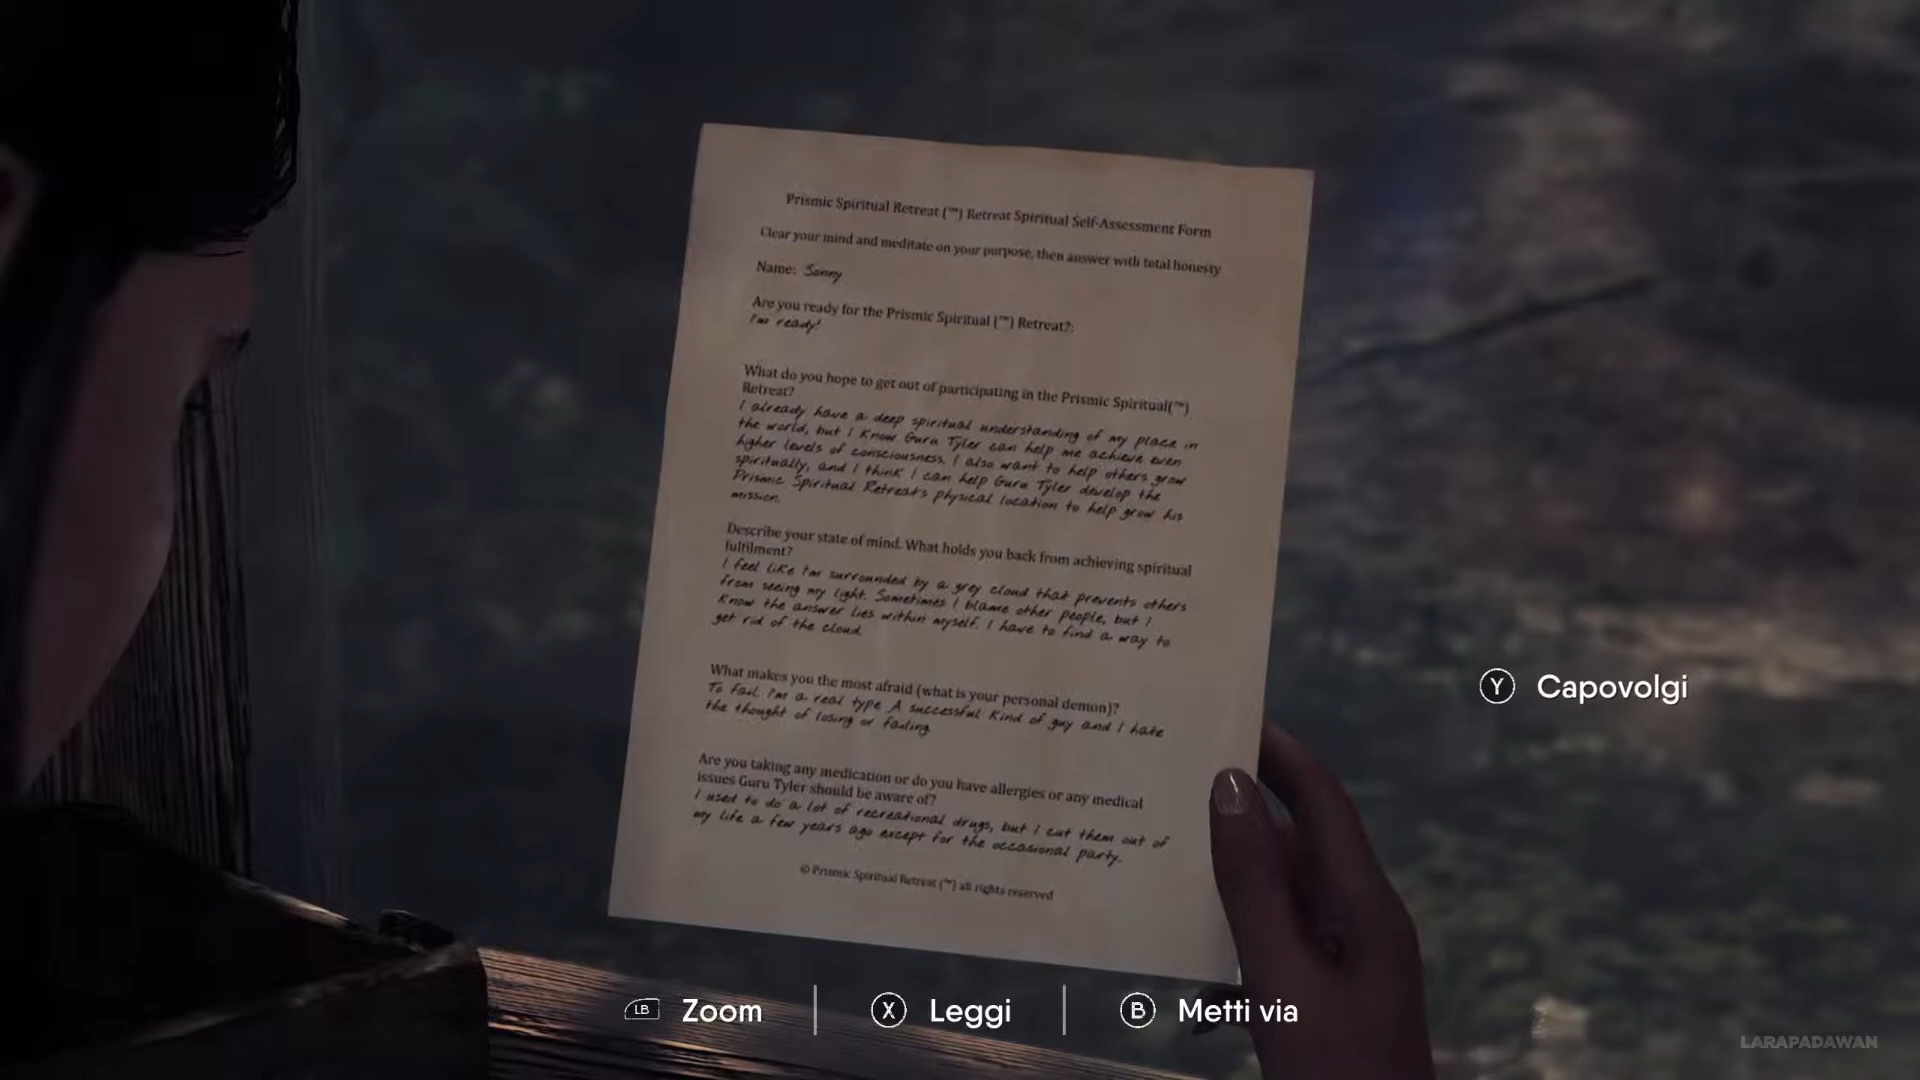 Prismic Spiritual Retreat (™) Retreat Spiritual Self-Assessment Form
Clear your mind and meditate on your purpose, then answer with total honesty
Name: Sonny
Are you ready for the Prismic Spiritual (™) Retreat?:
I'm ready!
What do you hope to get out of participating in the Prismic Spiritual(™)
Retreat?
I already have a deep spiritual understanding of my place in
the world, but I know Guru Tyler can help me achieve even
higher levels of consciousness. I also want to help others grow
spiritually, and I think I can help Guru Tyler develop the
Prismic Spiritual Retreat's physical location to help grow his
mission.
Describe your state of mind. What holds you back from achieving spiritual
fulfilment?
I feel like I'm surrounded by a grey cloud that prevents others
from seeing my light. Sometimes I blame other people, but I
know the answer lies within myself. I have to find a way to
get rid of the cloud.
What makes you the most afraid (what is your personal demon)?
To fail. I'm a real type A successful kind of guy and I hate
the thought of losing or failing.
Are you taking any medication or do you have allergies or any medical
issues Guru Tyler should be aware of?
I used to do a lot of recreational drugs, but I cut them out of
my life a few years ago except for the occasional party.
© Prismic Spiritual Retreat (™) all rights reserved
Y Capovolgi
LB Zoom
X Leggi
B Metti via
LARAPADAWAN